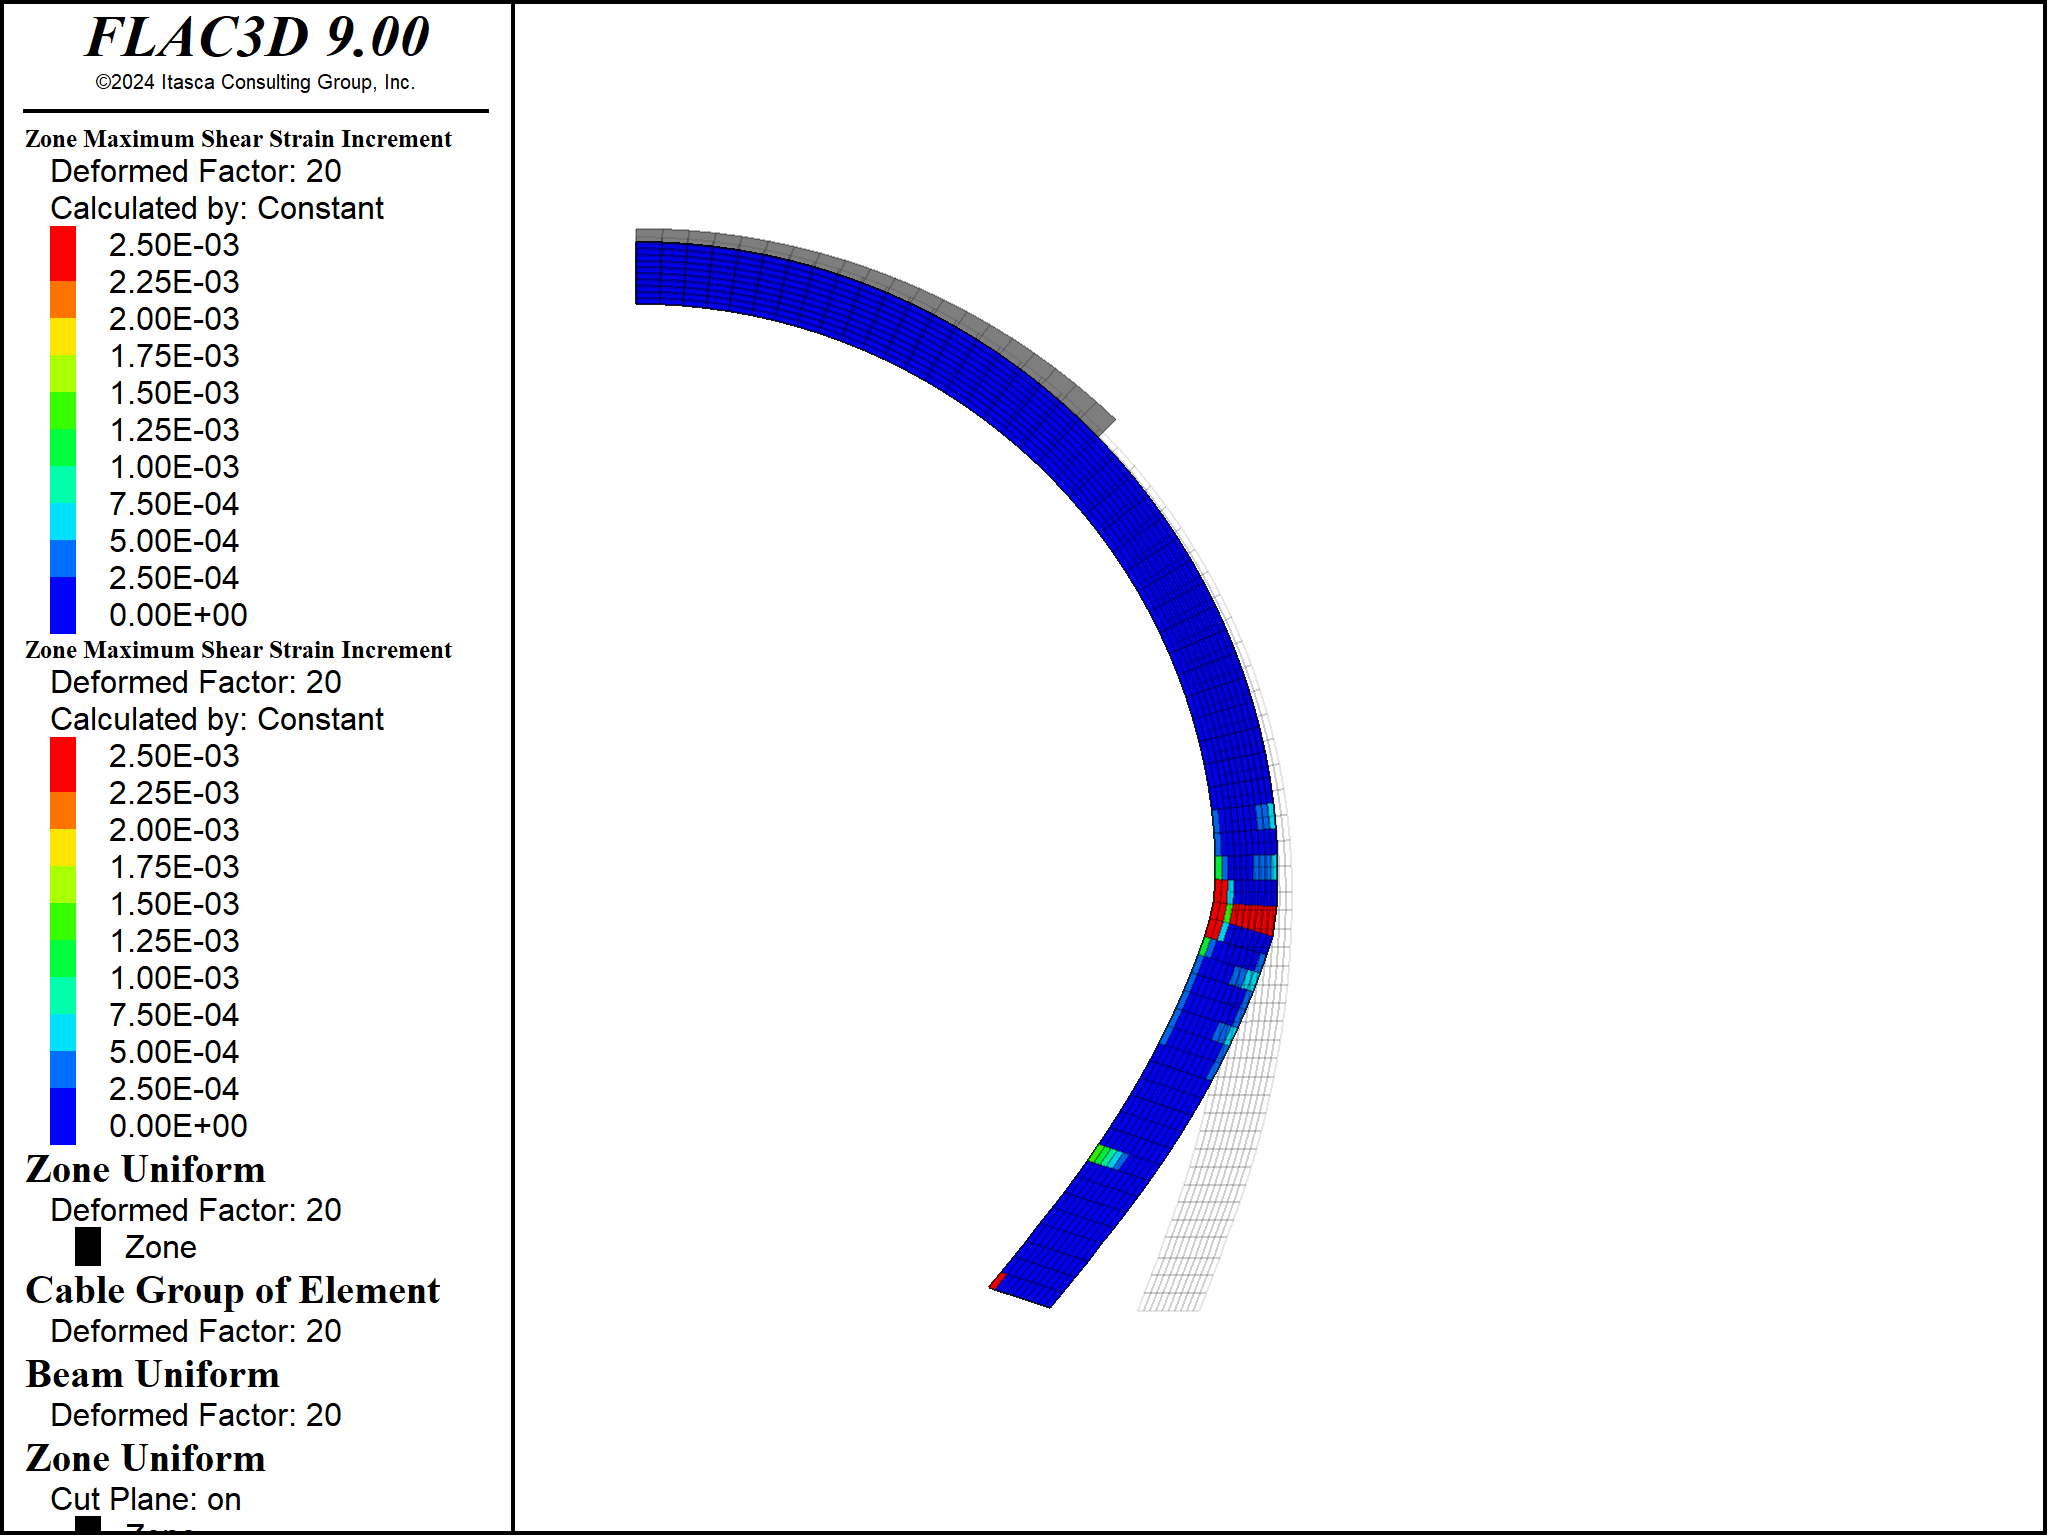 FLAC3D 9.00
©2024 Itasca Consulting Group, Inc.
Zone Maximum Shear Strain Increment
Deformed Factor: 20
Calculated by: Constant
2.50E-03
2.25E-03
2.00E-03
1.75E-03
1.50E-03
1.25E-03
1.00E-03
7.50E-04
5.00E-04
2.50E-04
0.00E+00
Zone Maximum Shear Strain Increment
Deformed Factor: 20
Calculated by: Constant
2.50E-03
2.25E-03
2.00E-03
1.75E-03
1.50E-03
1.25E-03
1.00E-03
7.50E-04
5.00E-04
2.50E-04
0.00E+00
Zone Uniform
Deformed Factor: 20
Zone
Cable Group of Element
Deformed Factor: 20
Beam Uniform
Deformed Factor: 20
Zone Uniform
Cut Plane: on